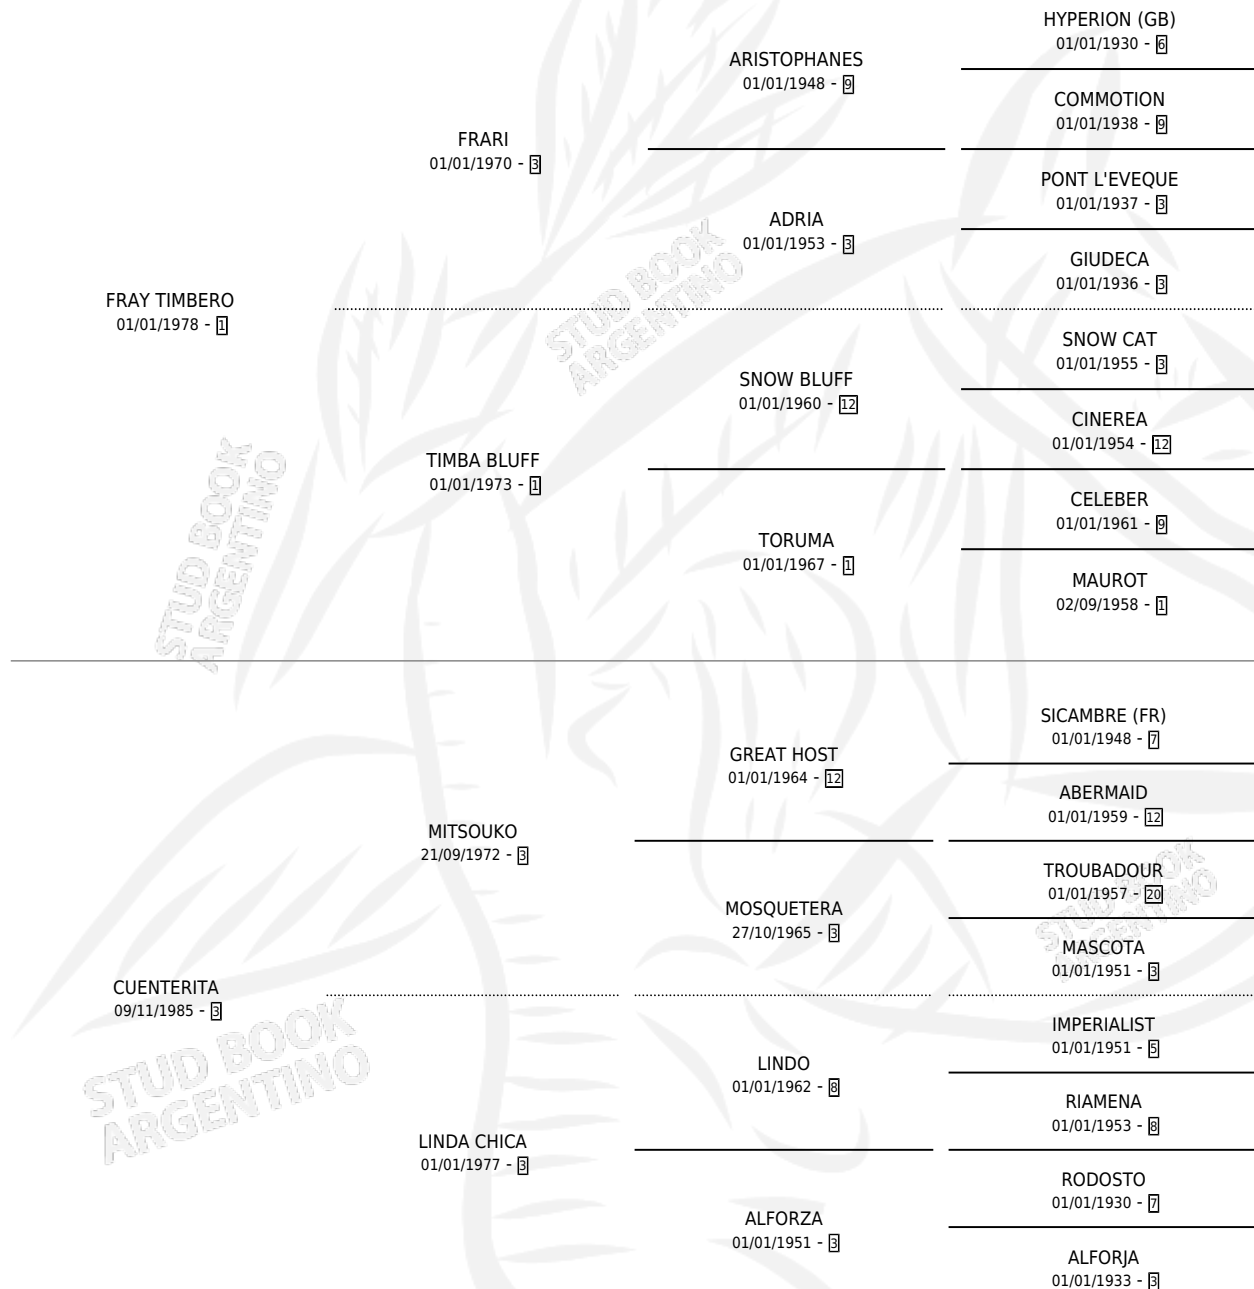 HYPERION (GB)
01/01/1930 - 6
ARISTOPHANES
01/01/1948 - 9
COMMOTION
01/01/1938 - 9
FRARI
01/01/1970 - 3
PONT L'EVEQUE
01/01/1937 - 3
ADRIA
01/01/1953 - 3
GIUDECA
01/01/1936 - 3
FRAY TIMBERO
01/01/1978 - 1
SNOW CAT
01/01/1955 - 3
SNOW BLUFF
01/01/1960 - 12
CINEREA
01/01/1954 - 12
TIMBA BLUFF
01/01/1973 - 1
CELEBER
01/01/1961 - 9
TORUMA
01/01/1967 - 1
MAUROT
02/09/1958 - 1
STUD BOOK
ARGENTINO
STUD BOOK
ARGENTINO
SICAMBRE (FR)
01/01/1948 - 7
GREAT HOST
01/01/1964 - 12
ABERMAID
01/01/1959 - 12
MITSOUKO
21/09/1972 - 3
TROUBADOUR
01/01/1957 - 20
MOSQUETERA
27/10/1965 - 3
MASCOTA
01/01/1951 - 3
CUENTERITA
09/11/1985 - 3
IMPERIALIST
01/01/1951 - 5
LINDO
01/01/1962 - 8
RIAMENA
01/01/1953 - 8
LINDA CHICA
01/01/1977 - 3
RODOSTO
01/01/1930 - 7
ALFORZA
01/01/1951 - 3
ALFORJA
01/01/1933 - 3
STUD BOOK
ARGENTINO
STUD BOOK
ARGENTINO